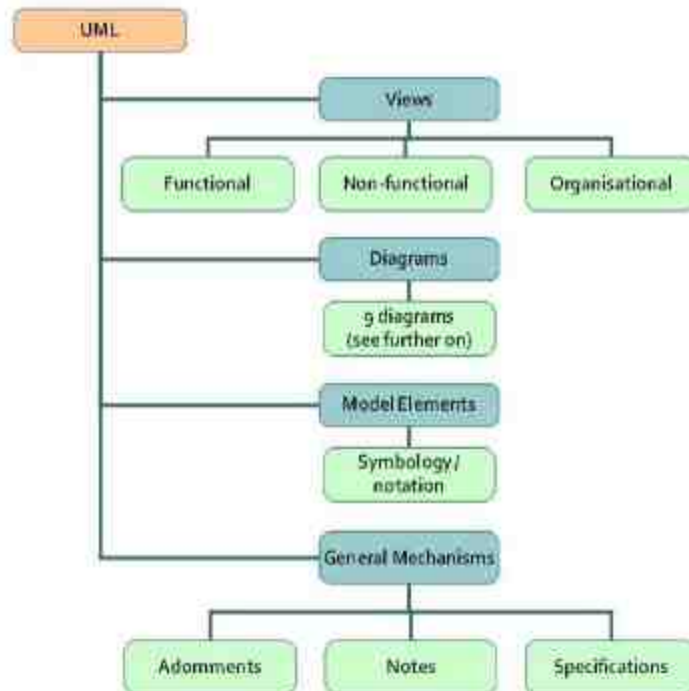 UML
Views
Functional
Non-functional
Organisational
Diagrams
9 diagrams
(see further on)
Model Elements
Symbology/
notation
General Mechanisms
Adomments
Notes
Specifications